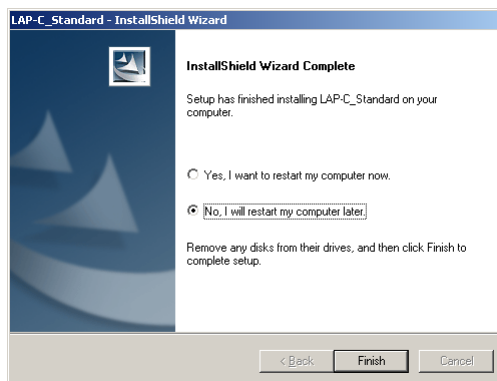 LAP-C_Standard - InstallShield Wizard
InstallShield Wizard Complete
Setup has finished installing LAP-C_Standard on your
computer.
Yes, I want to restart my computer now.
No, I will restart my computer later.
Remove any disks from their drives, and then click Finish to
complete setup.
< Back
Finish
Cancel